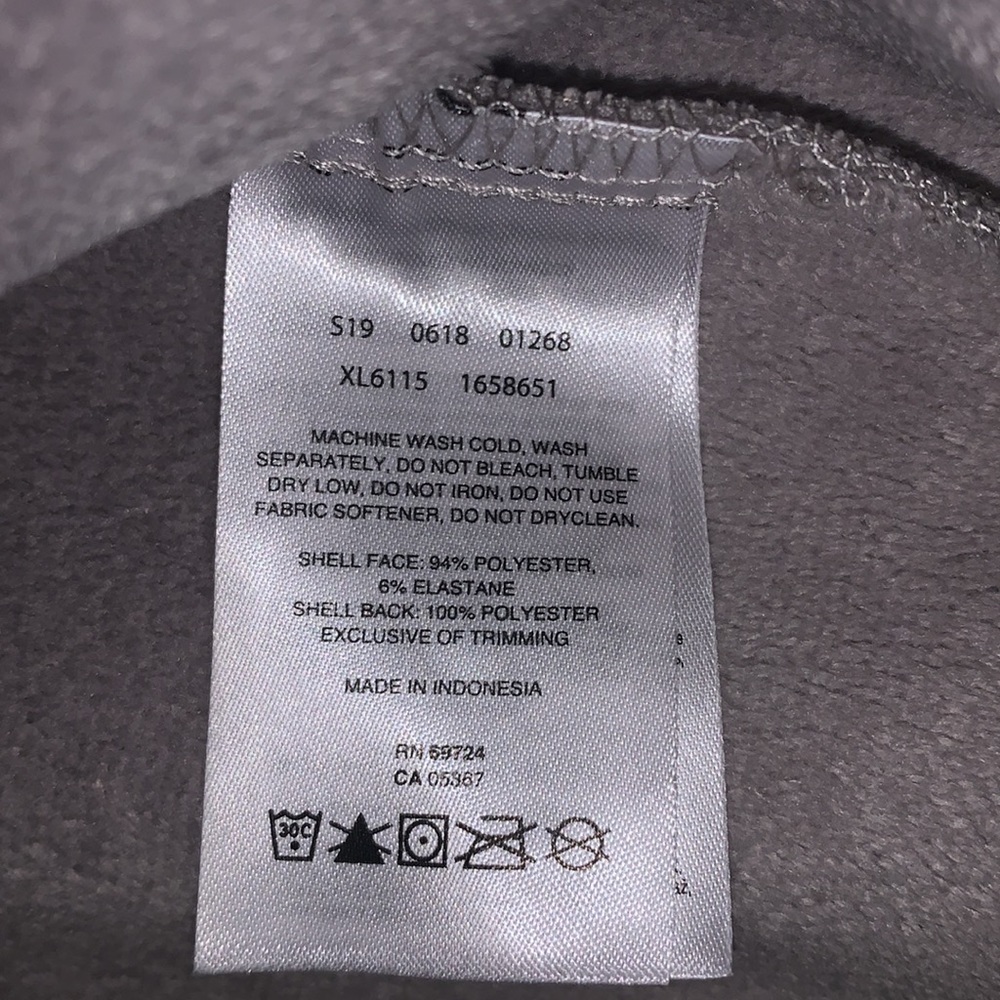 S19 0618 01268
XL6115 1658651
MACHINE WASH COLD, WASH
SEPARATELY, DO NOT BLEACH, TUMBLE
DRY LOW, DO NOT IRON, DO NOT USE
FABRIC SOFTENER, DO NOT DRYCLEAN.
SHELL FACE: 94% POLYESTER,
6% ELASTANE
SHELL BACK: 100% POLYESTER
EXCLUSIVE OF TRIMMING
MADE IN INDONESIA
RN 69724
CA 05367
30C